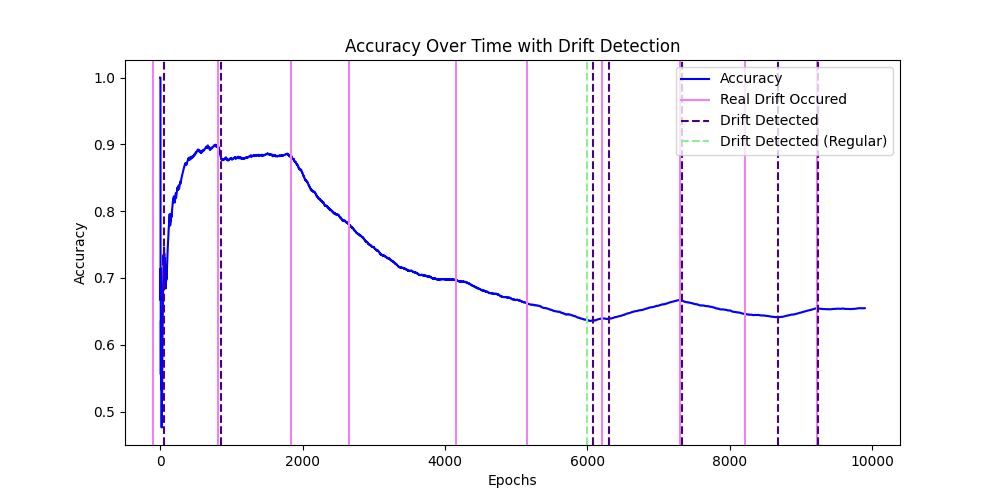 Accuracy Over Time with Drift Detection
Accuracy
Real Drift Occured
Drift Detected
Drift Detected (Regular)
1.0
0.9
0.8
0.7
0.6
0.5
Accuracy
0
2000
4000
6000
8000
10000
Epochs